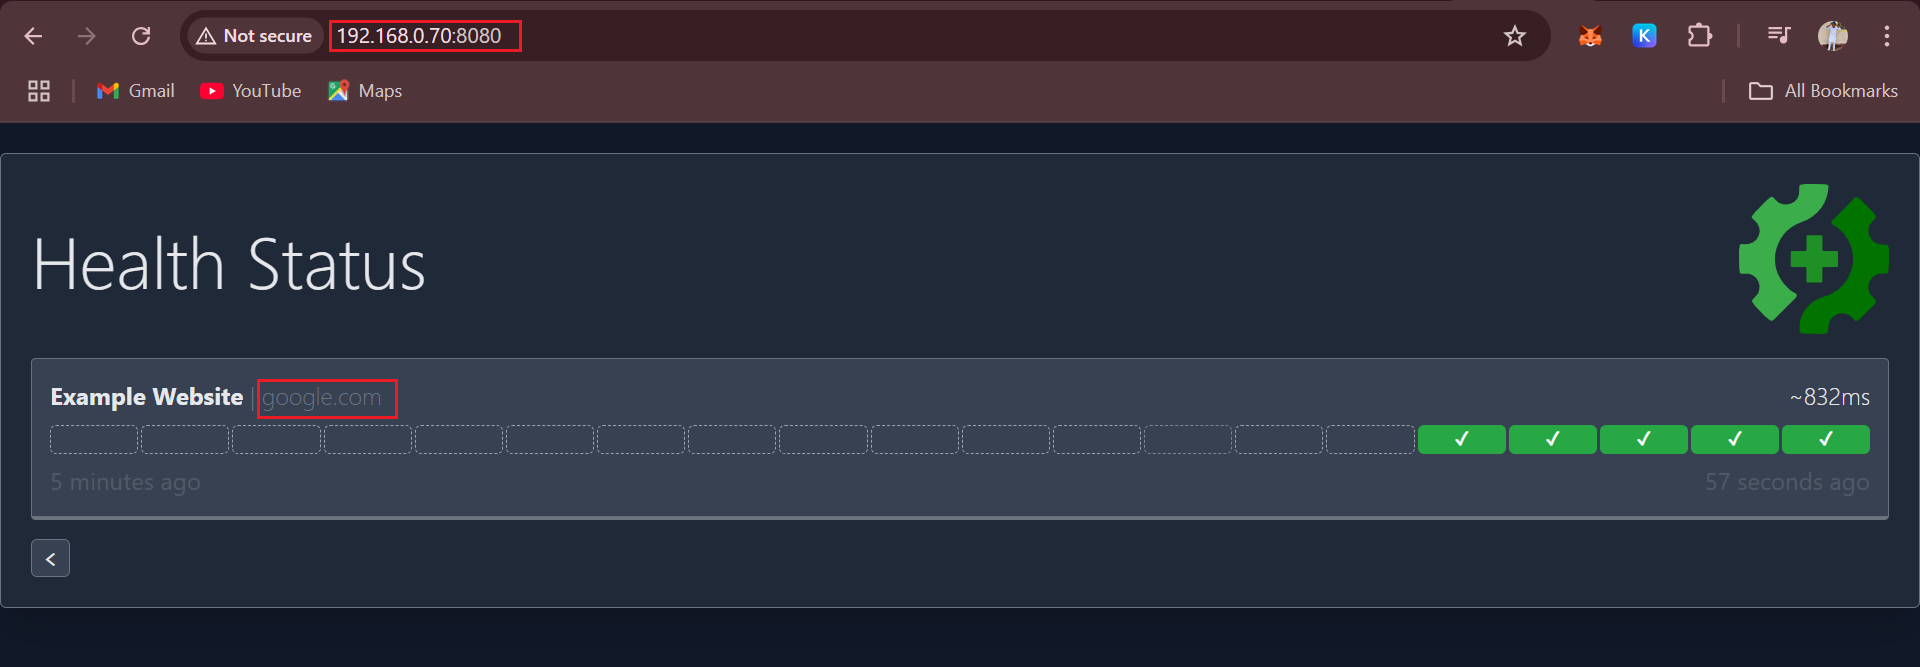 Not secure 192.168.0.70:8080 K
Gmail YouTube Maps All Bookmarks
Health Status
Example Website | google.com ~832ms
5 minutes ago 57 seconds ago